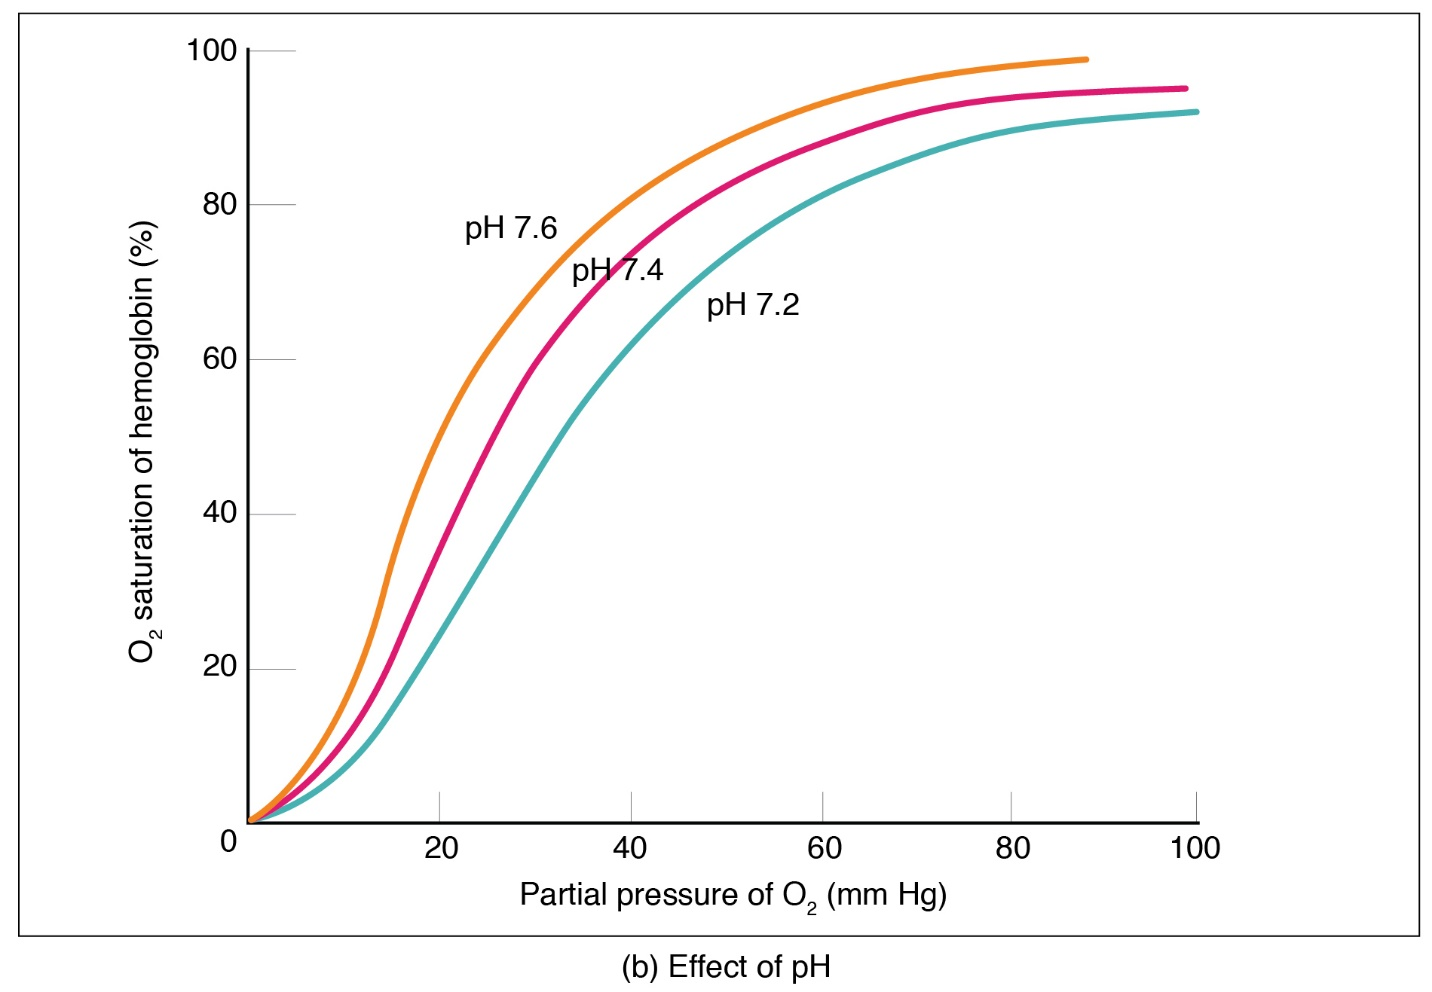 100
80
60
40
20
0
O₂ saturation of hemoglobin (%)
pH 7.6
pH 7.4
pH 7.2
20 40 60 80 100
Partial pressure of O₂ (mm Hg)
(b) Effect of pH